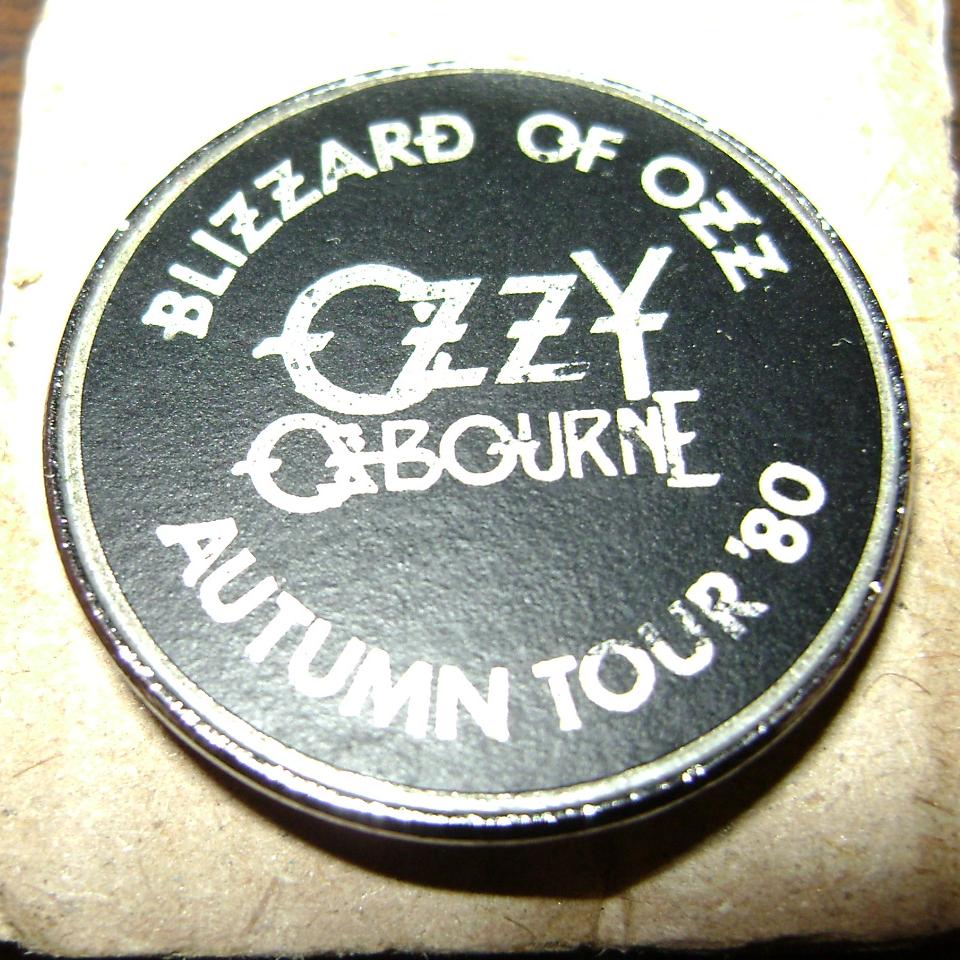 BLIZZARD OF OZZ
OZZY
OSBOURNE
AUTUMN TOUR '80